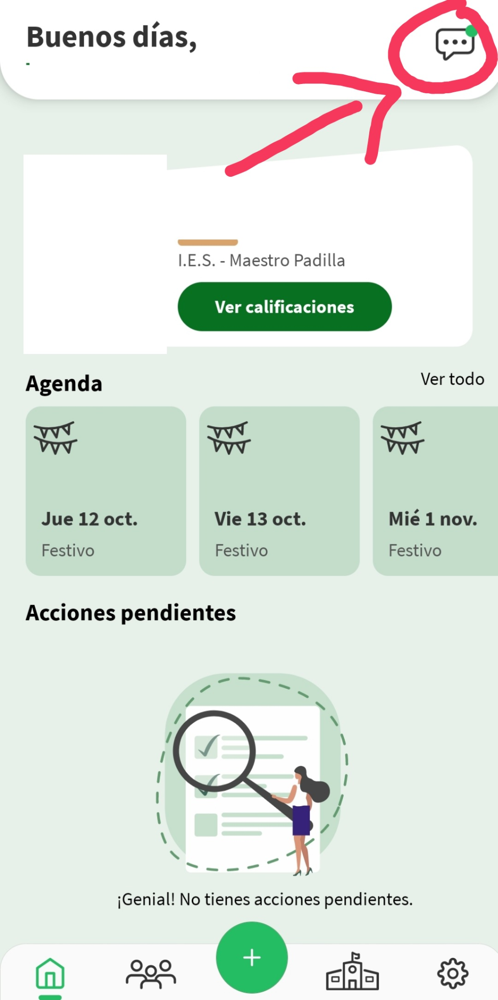 Buenos días,
-
I.E.S. - Maestro Padilla
Ver calificaciones
Agenda
Ver todo
Jue 12 oct.
Festivo
Vie 13 oct.
Festivo
Mié 1 nov.
Festivo
Acciones pendientes
¡Genial! No tienes acciones pendientes.